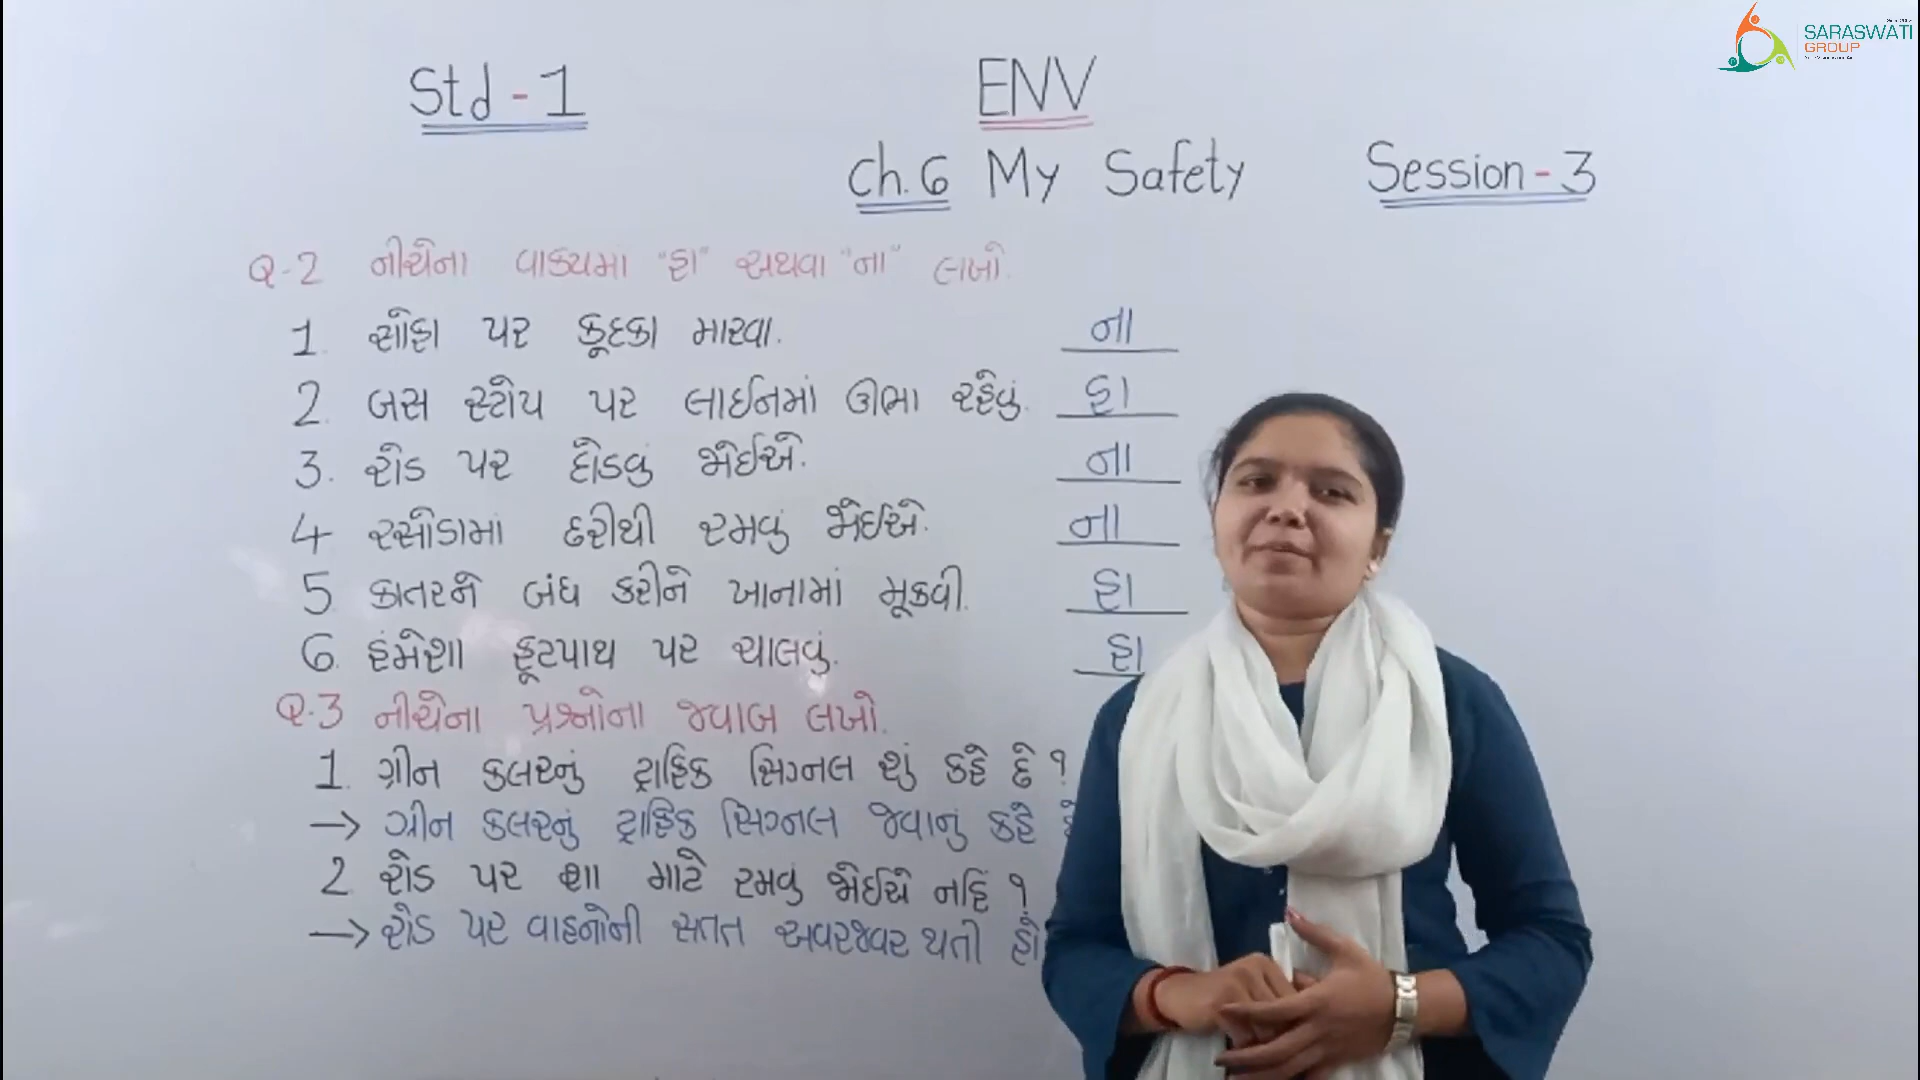 SARASWATI
GROUP
Std-1
ENV
Ch.6 My Safety
Session-3
Q-2 નીચેના વાક્યમાં "હા" અથવા "ના" લખો.
1. સોફા પર કૂદકા મારવા. ના
2. બસ સ્ટોપ પર લાઈનમાં ઊભા રહેવું. હા
3. રોડ પર દોડવું જોઈએ. ના
4 રસોડામાં છરીથી રમવું જોઈએ. ના
5. કાતરને બંધ કરીને ખાનામાં મૂકવી. હા
6. હંમેશા ફૂટપાથ પર ચાલવું. હા
Q.3 નીચેના પ્રશ્નોના જવાબ લખો.
1. ગ્રીન કલરનું ટ્રાફિક સિગ્નલ શું કહે છે ?
→ ગ્રીન કલરનું ટ્રાફિક સિગ્નલ જવાનું કહે
2. રોડ પર શા માટે રમવું જોઈએ નહિં ?
→ રોડ પર વાહનોની સતત અવરજવર થતી